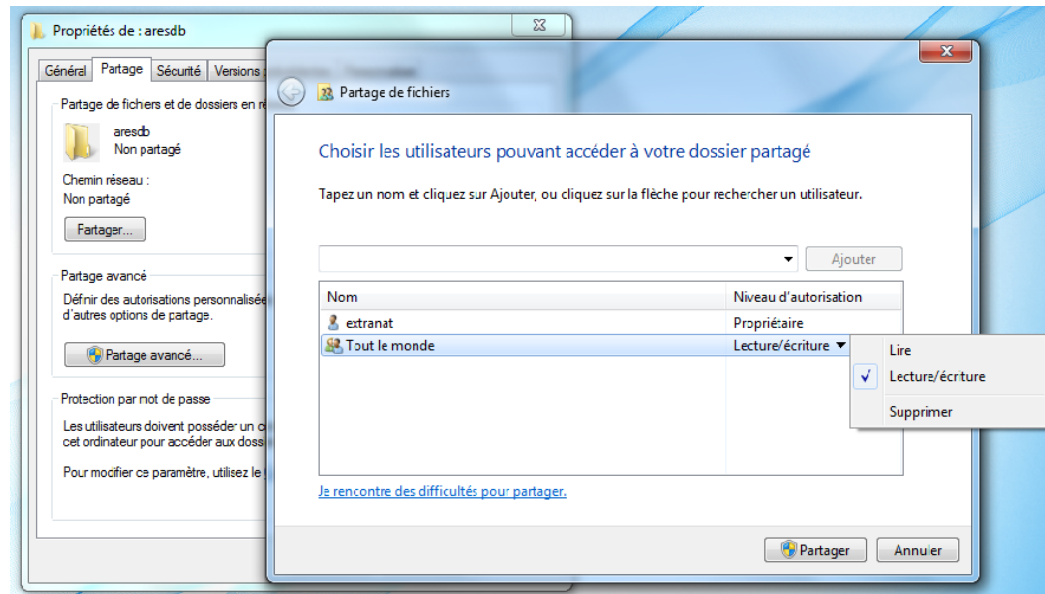 Propriétés de : aresdb
Général
Partage
Sécurité
Versions
Partage de fichers et de dossiers en ré
aresdb
Non partagé
Chemin réseau :
Non partagé
Partager...
Partage avancé
Définir des autorisations personnalisée
d'autres options de partage.
Partage avancé...
Protection par mot de passe
Les utilisateurs doivent posséder un c
cet ordinateur pour accéder aux doss
Pour modifier ce paramètre, utilisez le
Partage de fichiers
Choisir les utilisateurs pouvant accéder à votre dossier partagé
Tapez un nom et cliquez sur Ajouter, ou cliquez sur la flèche pour rechercher un utilisateur.
Ajouter
Nom
Niveau d'autorisation
extranat
Propriétaire
Tout le monde
Lecture/écriture
Lire
Lecture/écriture
Supprimer
Je rencontre des difficultés pour partager.
Partager
Annuler